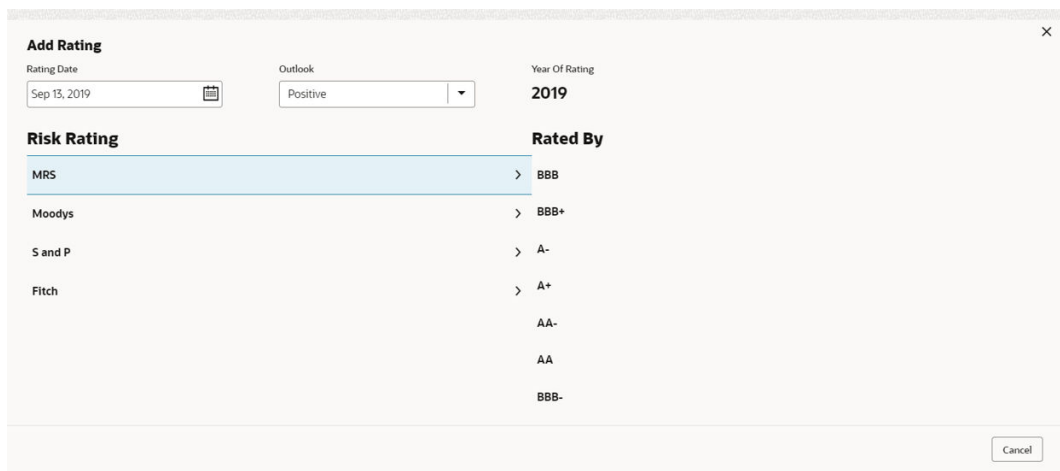 Add Rating
Rating Date
Outlook
Year Of Rating
Sep 13, 2019
Positive
2019
Risk Rating
Rated By
MRS
BBB
Moodys
BBB+
S and P
A-
Fitch
A+
AA-
AA
BBB-
Cancel